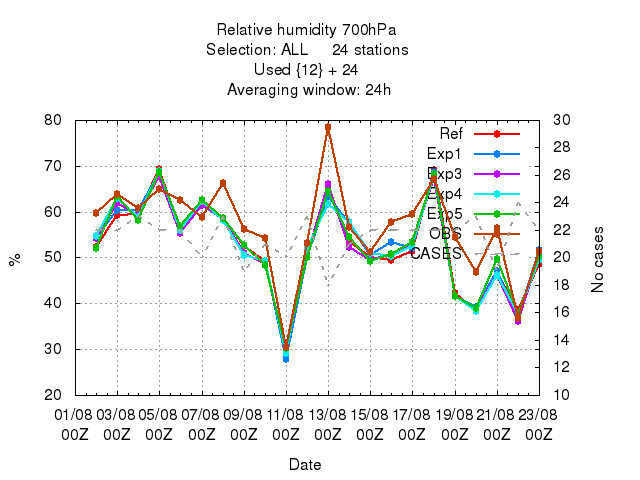 Relative humidity 700hPa
Selection: ALL 24 stations
Used {12} + 24
Averaging window: 24h
80
70
60
50
40
30
20
%
30
28
26
24
22
20
18
16
14
12
10
No cases
Ref
Exp1
Exp3
Exp4
Exp5
OBS
CASES
01/08 03/08 05/08 07/08 09/08 11/08 13/08 15/08 17/08 19/08 21/08 23/08
00Z 00Z 00Z 00Z 00Z 00Z 00Z 00Z 00Z 00Z 00Z 00Z
Date